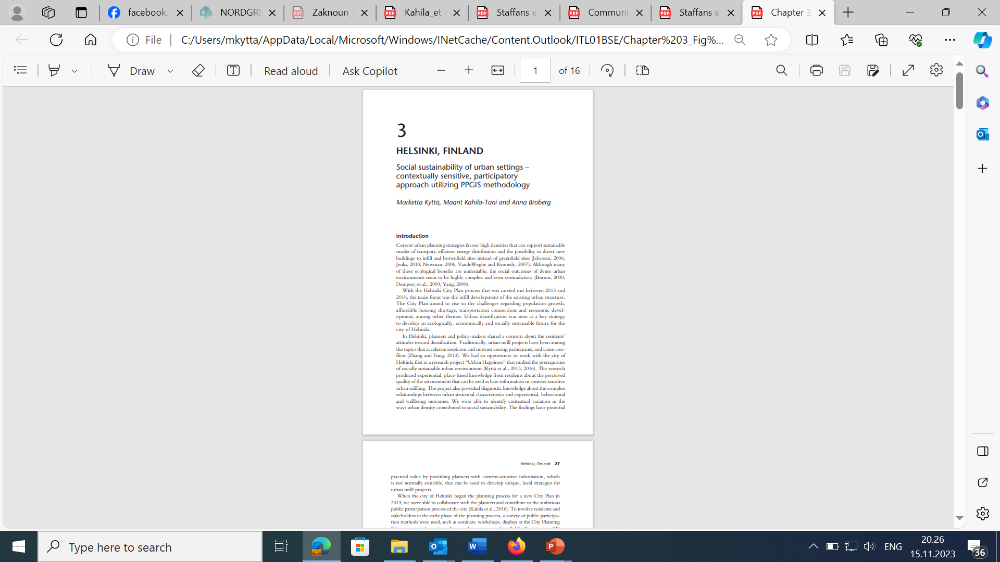 facebook.
NORDGRE
Zaknoun_
Kahila_et a
Staffans e
Communi
Staffans e
Chapter 3
File
C:/Users/mkytta/AppData/Local/Microsoft/Windows/INetCache/Content.Outlook/ITL01BSE/Chapter%203_Fig%...
Draw
Read aloud
Ask Copilot
1 of 16
3
HELSINKI, FINLAND
Social sustainability of urban settings –
contextually sensitive, participatory
approach utilizing PPGIS methodology
Marketta Kyttä, Maarit Kahila-Tani and Anna Broberg
Introduction
Current urban planning strategies favour high densities that can support sustainable
modes of transport, efficient energy distribution and the possibility to direct new
buildings to infill and brownfield sites instead of greenfield sites (Jabareen, 2006;
Jenks, 2010; Newman, 2006; VandeWeghe and Kennedy, 2007). Although many
of these ecological benefits are undeniable, the social outcomes of dense urban
environments seem to be highly complex and even contradictory (Burton, 2000;
Dempsey et al., 2009; Yang, 2008).
With the Helsinki City Plan process that was carried out between 2013 and
2016, the main focus was the infill development of the existing urban structure.
The City Plan aimed to rise to the challenges regarding population growth,
affordable housing shortage, transportation connections and economic devel-
opment, among other themes. Urban densification was seen as a key strategy
to develop an ecologically, economically and socially sustainable future for the
city of Helsinki.
In Helsinki, planners and policy-makers shared a concern about the residents'
attitudes toward densification. Traditionally, urban infill projects have been among
the topics that accelerate suspicion and mistrust among participants, and cause con-
flicts (Zhang and Fung, 2013). We had an opportunity to work with the city of
Helsinki first in a research project "Urban Happiness" that studied the prerequisites
of socially sustainable urban environment (Kyttä et al., 2013, 2016). The research
produced experiential, place-based knowledge from residents about the perceived
quality of the environment that can be used as base information in context-sensitive
urban infilling. The project also provided diagnostic knowledge about the complex
relationships between urban structural characteristics and experiential, behavioural
and wellbeing outcomes. We were able to identify contextual variation in the
ways urban density contributed to social sustainability. The findings have potential
Helsinki, Finland 27
practical value by providing planners with context-sensitive information, which
is not normally available, that can be used to develop unique, local strategies for
urban infill projects.
When the city of Helsinki began the planning process for a new City Plan in
2013, we were able to collaborate with the planners and contribute to the ambitious
public participation process of the city (Kahila et al., 2016). To involve residents and
stakeholders in the early phase of the planning process, a variety of public participa-
tion methods were used, such as seminars, workshops, displays at the City Planning
Type here to search
ENG
20.26
15.11.2023
36